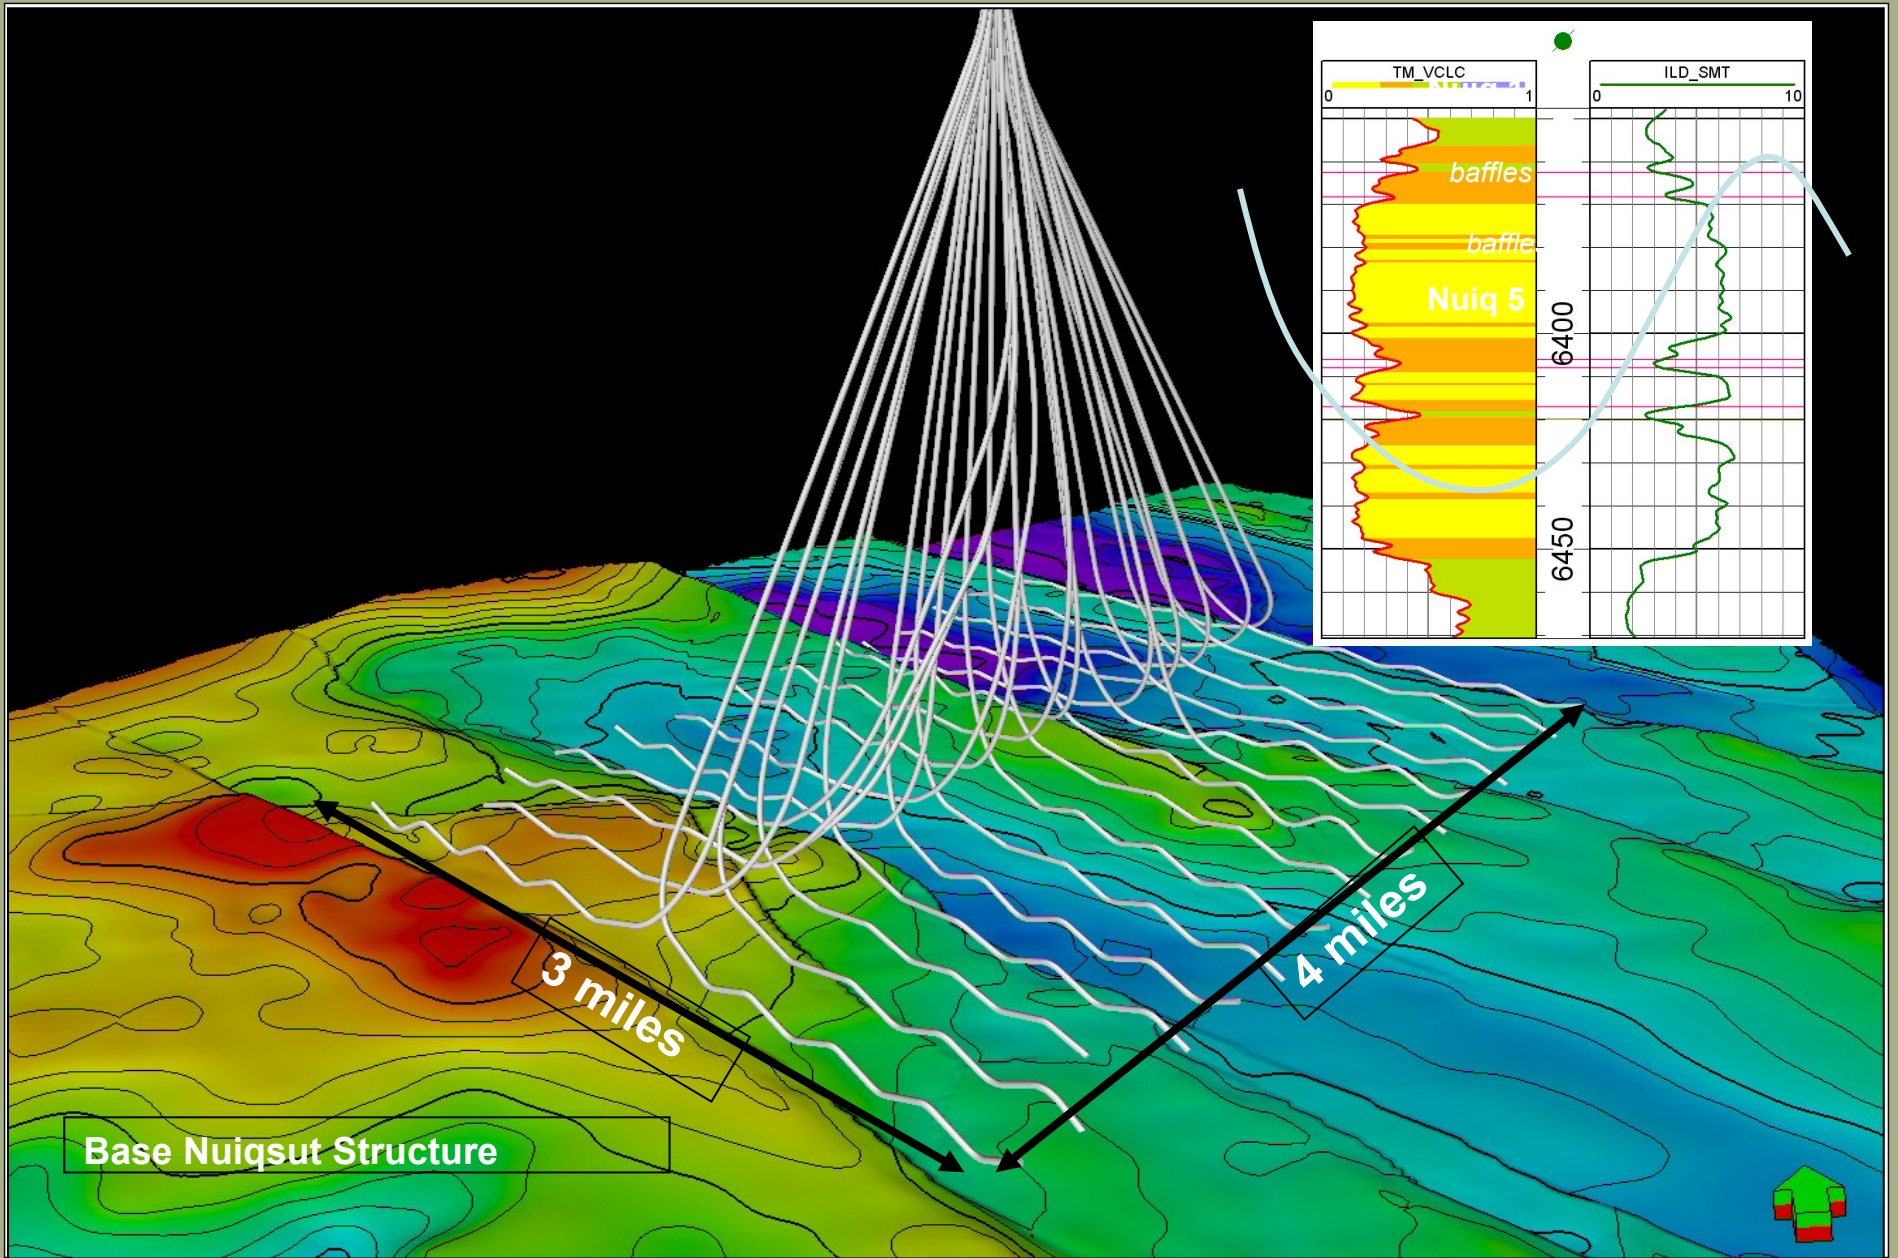 TM_VCLC
0 1
ILD_SMT
0 10
baffles
baffle
Nuiq 5
6400
6450
3 miles
4 miles
Base Nuiqsut Structure